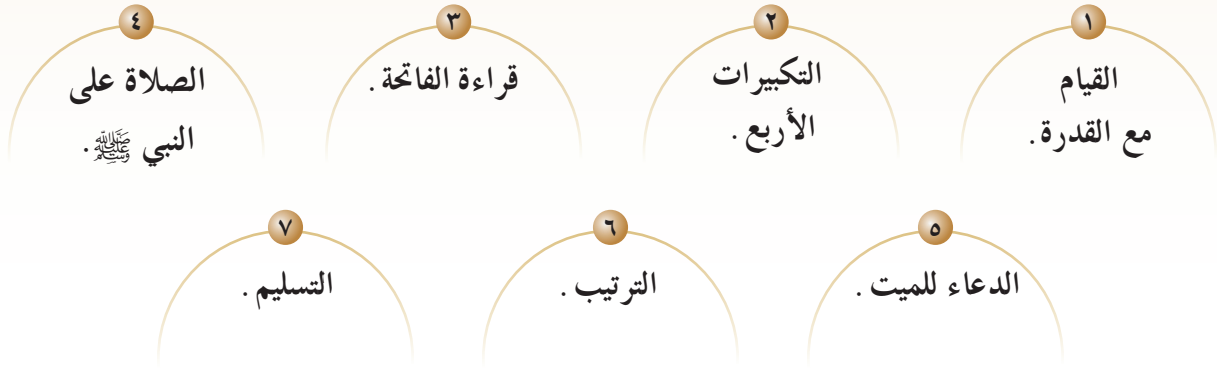 ١
القيام
مع القدرة.
٢
التكبيرات
الأربع.
٣
قراءة الفاتحة.
٤
الصلاة على
النبي ﷺ.
٥
الدعاء للميت.
٦
الترتيب.
٧
التسليم.